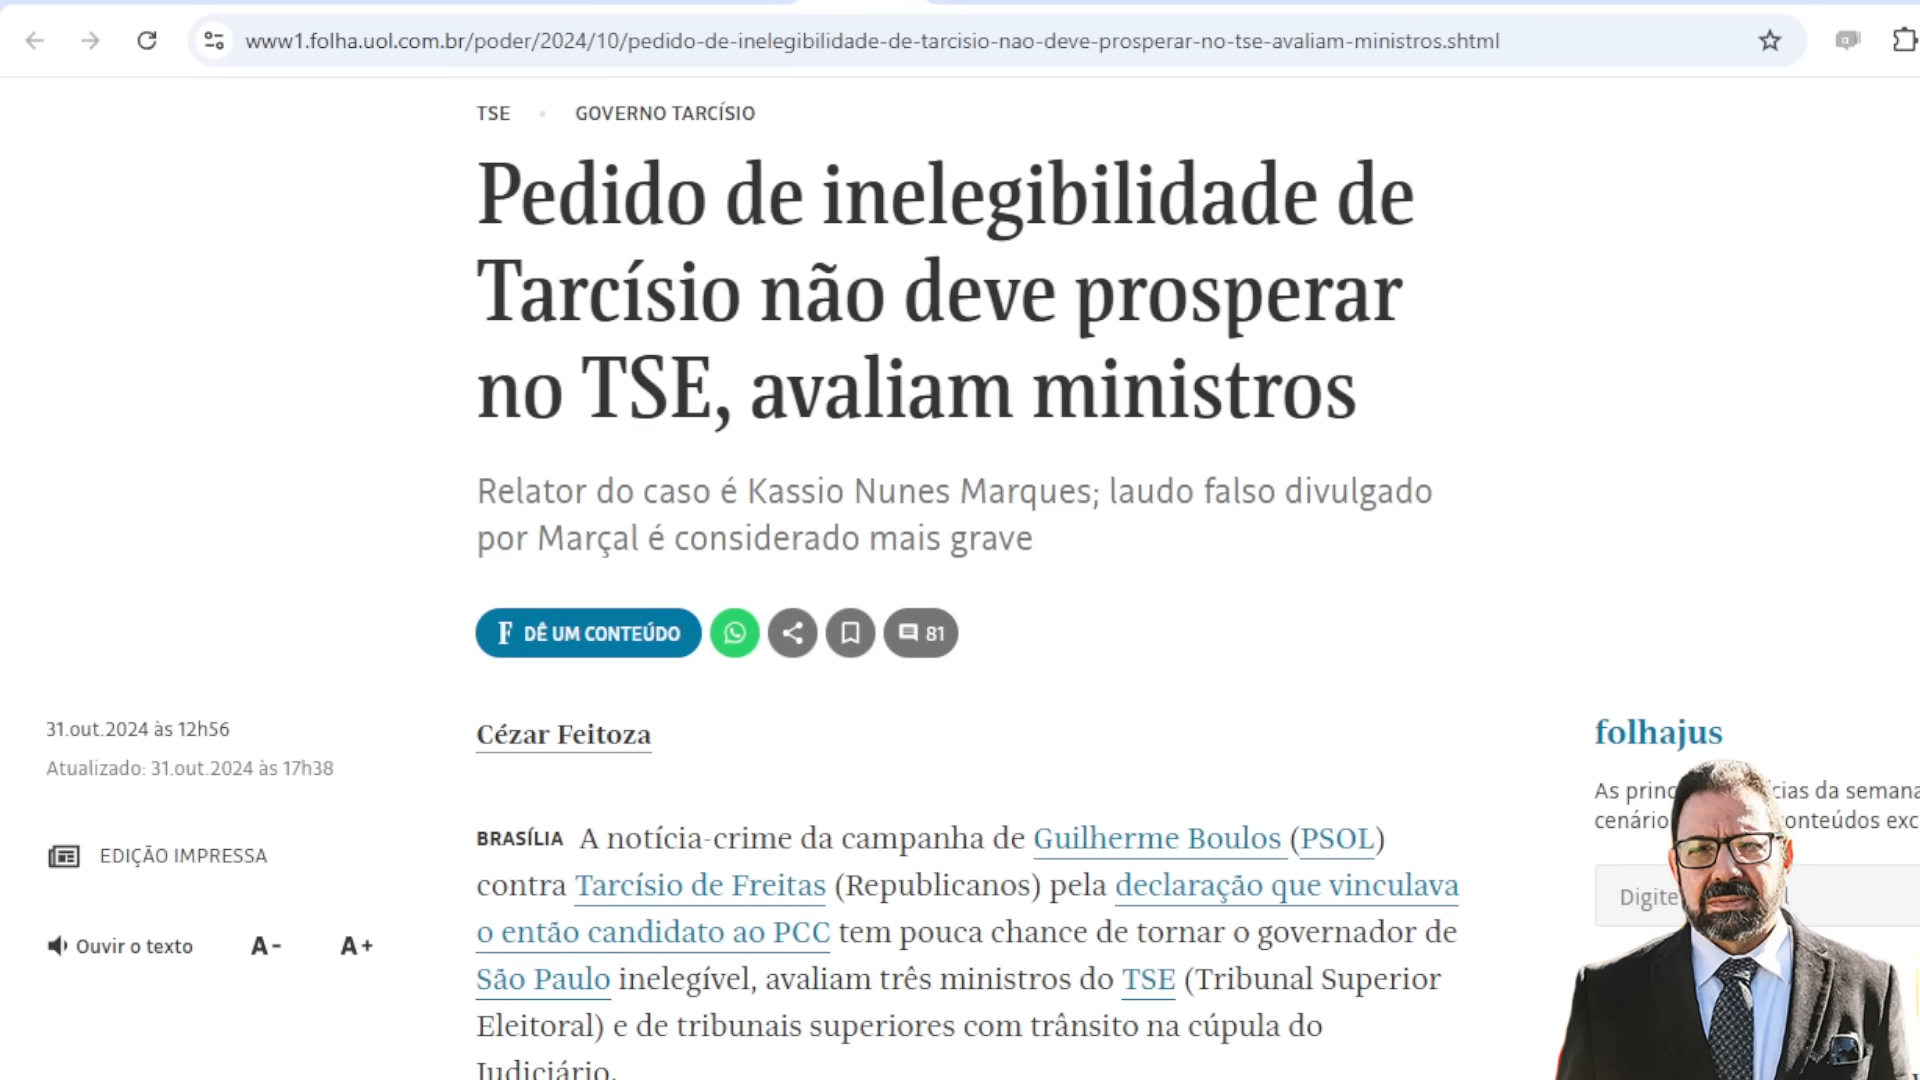 www1.folha.uol.com.br/poder/2024/10/pedido-de-inelegibilidade-de-tarcisio-nao-deve-prosperar-no-tse-avaliam-ministros.shtml
TSE • GOVERNO TARCÍSIO
Pedido de inelegibilidade de
Tarcísio não deve prosperar
no TSE, avaliam ministros
Relator do caso é Kassio Nunes Marques; laudo falso divulgado
por Marçal é considerado mais grave
F DÊ UM CONTEÚDO
81
31.out.2024 às 12h56
Atualizado: 31.out.2024 às 17h38
EDIÇÃO IMPRESSA
Ouvir o texto A- A+
Cézar Feitoza
BRASÍLIA A notícia-crime da campanha de Guilherme Boulos (PSOL)
contra Tarcísio de Freitas (Republicanos) pela declaração que vinculava
o então candidato ao PCC tem pouca chance de tornar o governador de
São Paulo inelegível, avaliam três ministros do TSE (Tribunal Superior
Eleitoral) e de tribunais superiores com trânsito na cúpula do
Judiciário.
folhajus
As da semana
cenário
Digite